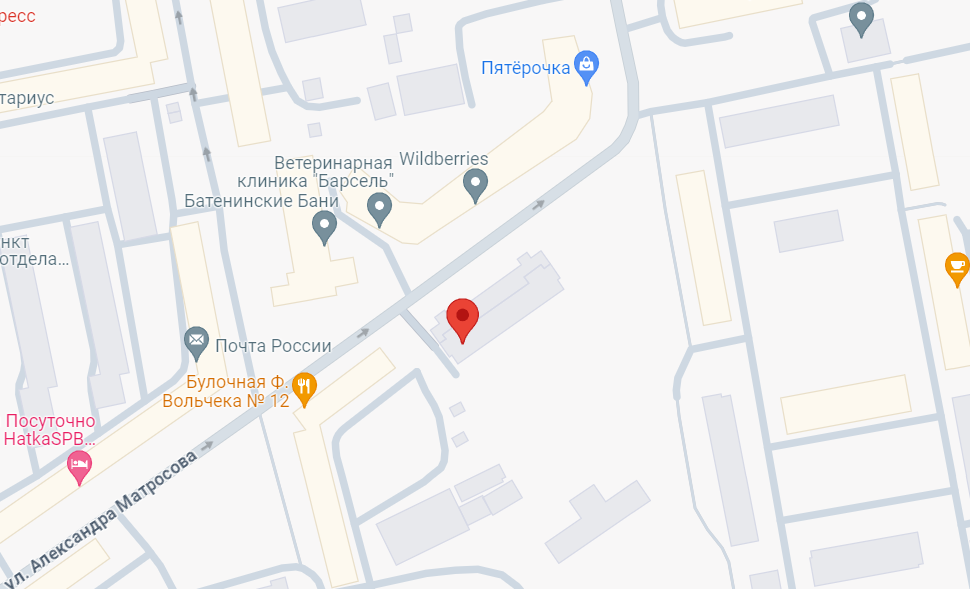 ресс
Пятёрочка
тариус
Wildberries
Ветеринарная
клиника "Барсель"
Батенинские Бани
нкт
отдела...
Почта России
Булочная Ф.
Вольчека № 12
Посуточно
HatkaSPB...
ул. Александра Матросова